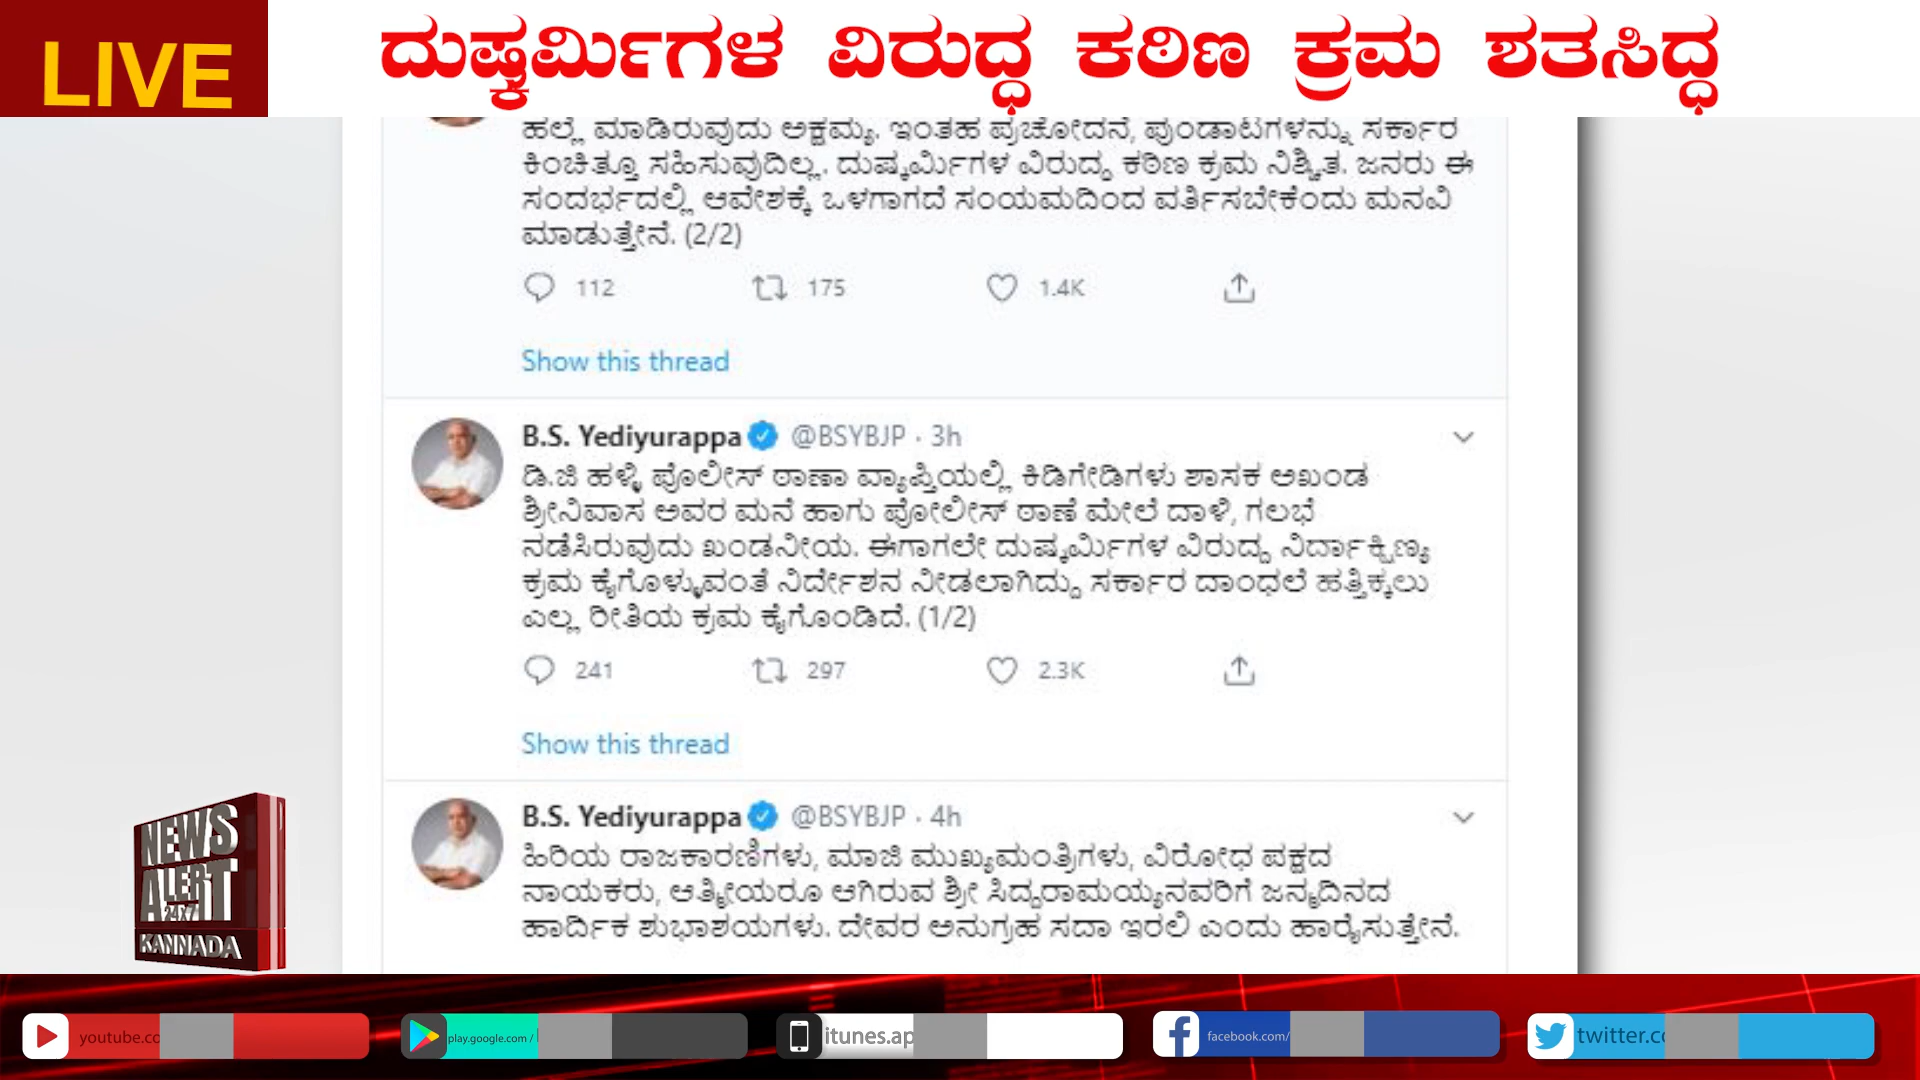 LIVE
ದುಷ್ಕರ್ಮಿಗಳ ವಿರುದ್ಧ ಕಠಿಣ ಕ್ರಮ ಶತಸಿದ್ಧ
ಹಲ್ಲೆ ಮಾಡಿರುವುದು ಅಕ್ಷಮ್ಯ. ಇಂತಹ ಪ್ರಚೋದನೆ, ಪುಂಡಾಟಗಳನ್ನು ಸರ್ಕಾರ
ಕಿಂಚಿತ್ತೂ ಸಹಿಸುವುದಿಲ್ಲ. ದುಷ್ಕರ್ಮಿಗಳ ವಿರುದ್ಧ ಕಠಿಣ ಕ್ರಮ ನಿಶ್ಚಿತ. ಜನರು ಈ
ಸಂದರ್ಭದಲ್ಲಿ ಆವೇಶಕ್ಕೆ ಒಳಗಾಗದೆ ಸಂಯಮದಿಂದ ವರ್ತಿಸಬೇಕೆಂದು ಮನವಿ
ಮಾಡುತ್ತೇನೆ. (2/2)
112 175 1.4K
Show this thread
B.S. Yediyurappa @BSYBJP · 3h
ಡಿ.ಜಿ ಹಳ್ಳಿ ಪೊಲೀಸ್ ಠಾಣಾ ವ್ಯಾಪ್ತಿಯಲ್ಲಿ ಕಿಡಿಗೇಡಿಗಳು ಶಾಸಕ ಅಖಂಡ
ಶ್ರೀನಿವಾಸ ಅವರ ಮನೆ ಹಾಗು ಪೋಲೀಸ್ ಠಾಣೆ ಮೇಲೆ ದಾಳಿ, ಗಲಭೆ
ನಡೆಸಿರುವುದು ಖಂಡನೀಯ. ಈಗಾಗಲೇ ದುಷ್ಕರ್ಮಿಗಳ ವಿರುದ್ಧ ನಿರ್ದಾಕ್ಷಿಣ್ಯ
ಕ್ರಮ ಕೈಗೊಳ್ಳುವಂತೆ ನಿರ್ದೇಶನ ನೀಡಲಾಗಿದ್ದು ಸರ್ಕಾರ ದಾಂಧಲೆ ಹತ್ತಿಕ್ಕಲು
ಎಲ್ಲ ರೀತಿಯ ಕ್ರಮ ಕೈಗೊಂಡಿದೆ. (1/2)
241 297 2.3K
Show this thread
B.S. Yediyurappa @BSYBJP · 4h
ಹಿರಿಯ ರಾಜಕಾರಣಿಗಳು, ಮಾಜಿ ಮುಖ್ಯಮಂತ್ರಿಗಳು, ವಿರೋಧ ಪಕ್ಷದ
ನಾಯಕರು, ಆತ್ಮೀಯರೂ ಆಗಿರುವ ಶ್ರೀ ಸಿದ್ದರಾಮಯ್ಯನವರಿಗೆ ಜನ್ಮದಿನದ
ಹಾರ್ದಿಕ ಶುಭಾಶಯಗಳು. ದೇವರ ಅನುಗ್ರಹ ಸದಾ ಇರಲಿ ಎಂದು ಹಾರೈಸುತ್ತೇನೆ.
NEWS
ALERT
24x7
KANNADA
youtube.co play.google.com / itunes.ap facebook.com/ twitter.co